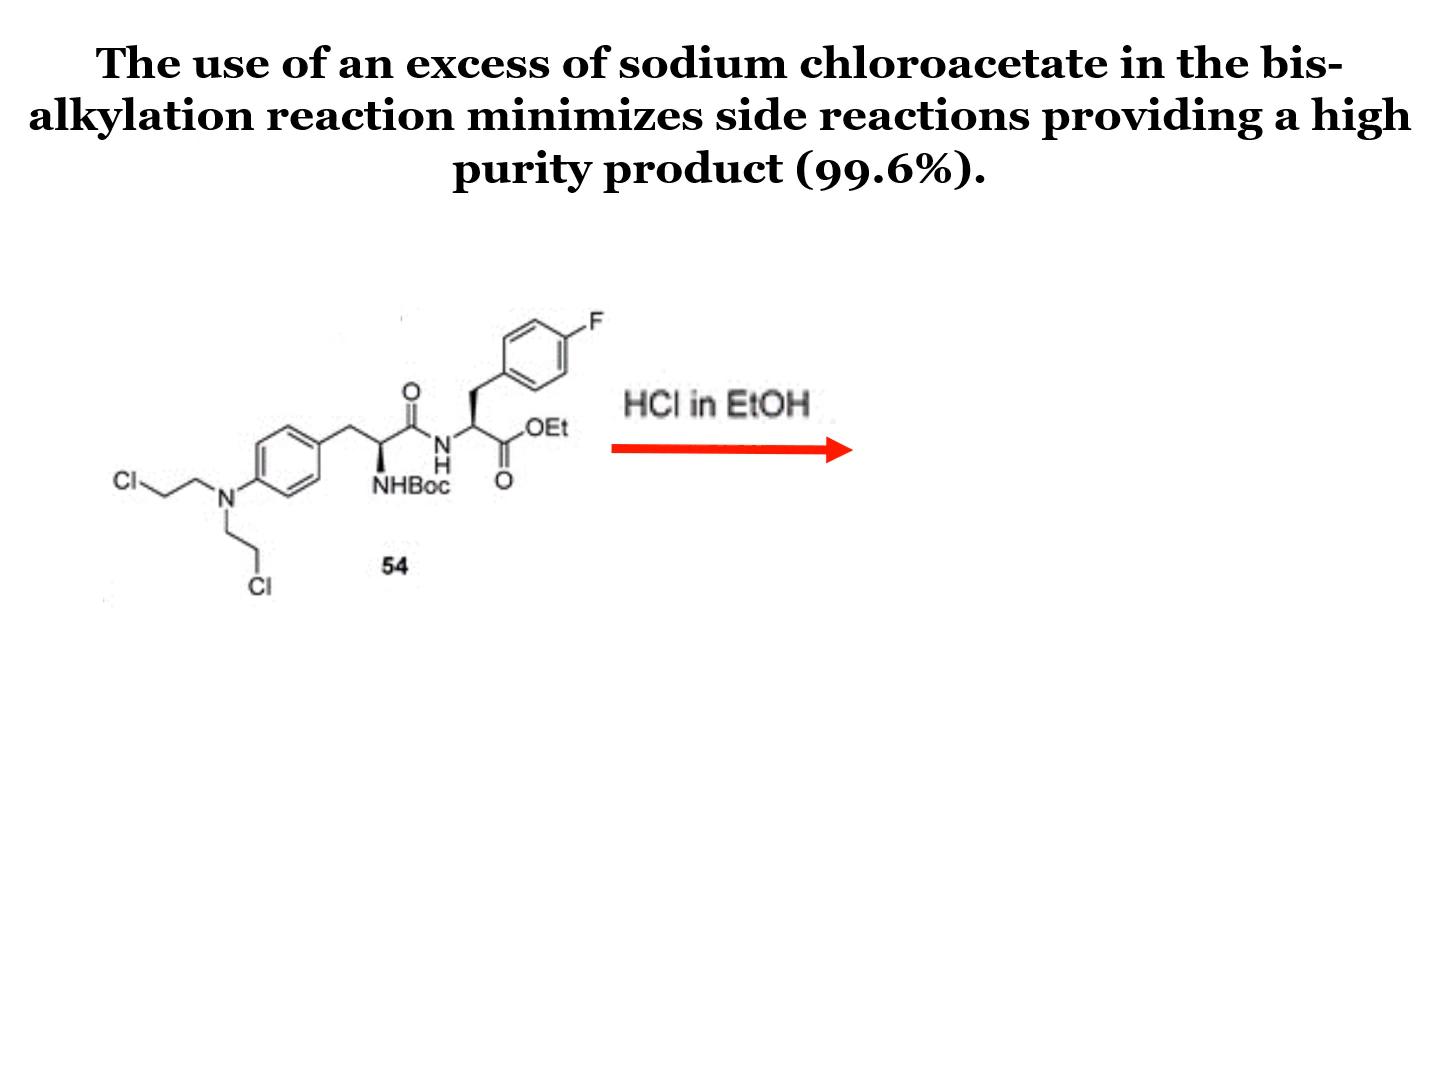 The use of an excess of sodium chloroacetate in the bis-
alkylation reaction minimizes side reactions providing a high
purity product (99.6%).
F
HCl in EtOH
O
OEt
N
H
O
NHBoc
Cl
N
54
Cl